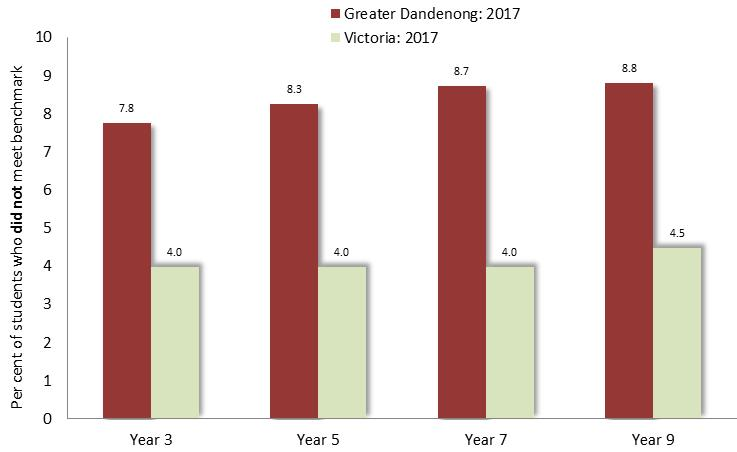 Greater Dandenong: 2017
Victoria: 2017
Per cent of students who did not meet benchmark
10
9
8
7
6
5
4
3
2
1
0
7.8
4.0
8.3
4.0
8.7
4.0
8.8
4.5
Year 3
Year 5
Year 7
Year 9